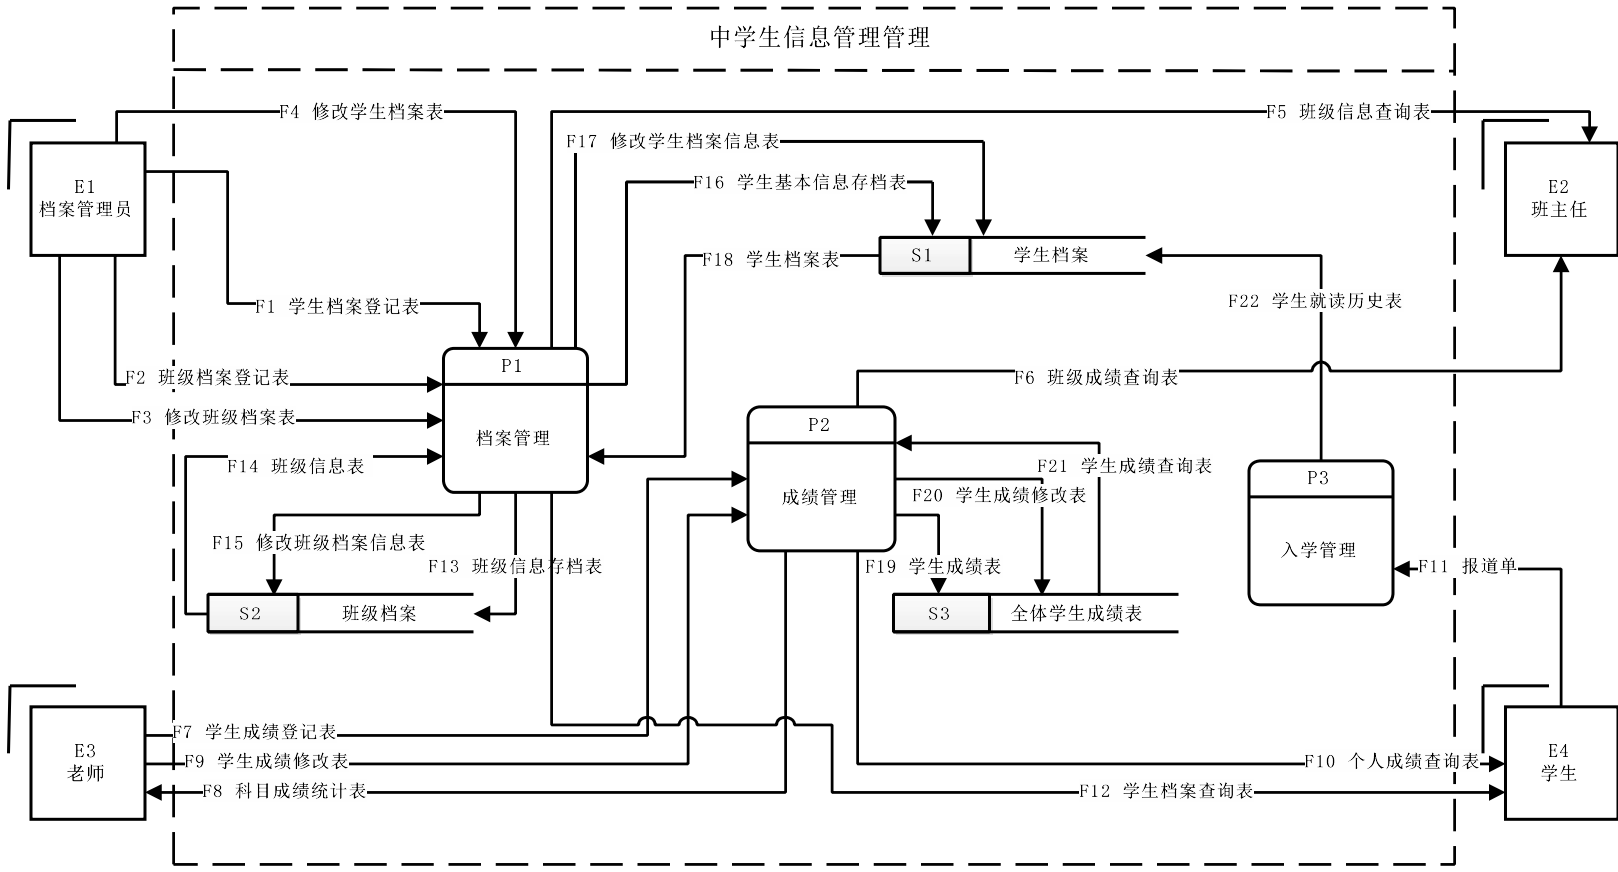 中学生信息管理管理
F4 修改学生档案表
F5 班级信息查询表
F17 修改学生档案信息表
F16 学生基本信息存档表
E1
档案管理员
E2
班主任
S1
学生档案
F18 学生档案表
F22 学生就读历史表
F1 学生档案登记表
P1
档案管理
F2 班级档案登记表
F6 班级成绩查询表
F3 修改班级档案表
P2
成绩管理
F14 班级信息表
F21 学生成绩查询表
F20 学生成绩修改表
P3
入学管理
F15 修改班级档案信息表
F13 班级信息存档表
F19 学生成绩表
F11 报道单
S2
班级档案
S3
全体学生成绩表
F7 学生成绩登记表
E3
老师
F9 学生成绩修改表
F10 个人成绩查询表
E4
学生
F8 科目成绩统计表
F12 学生档案查询表